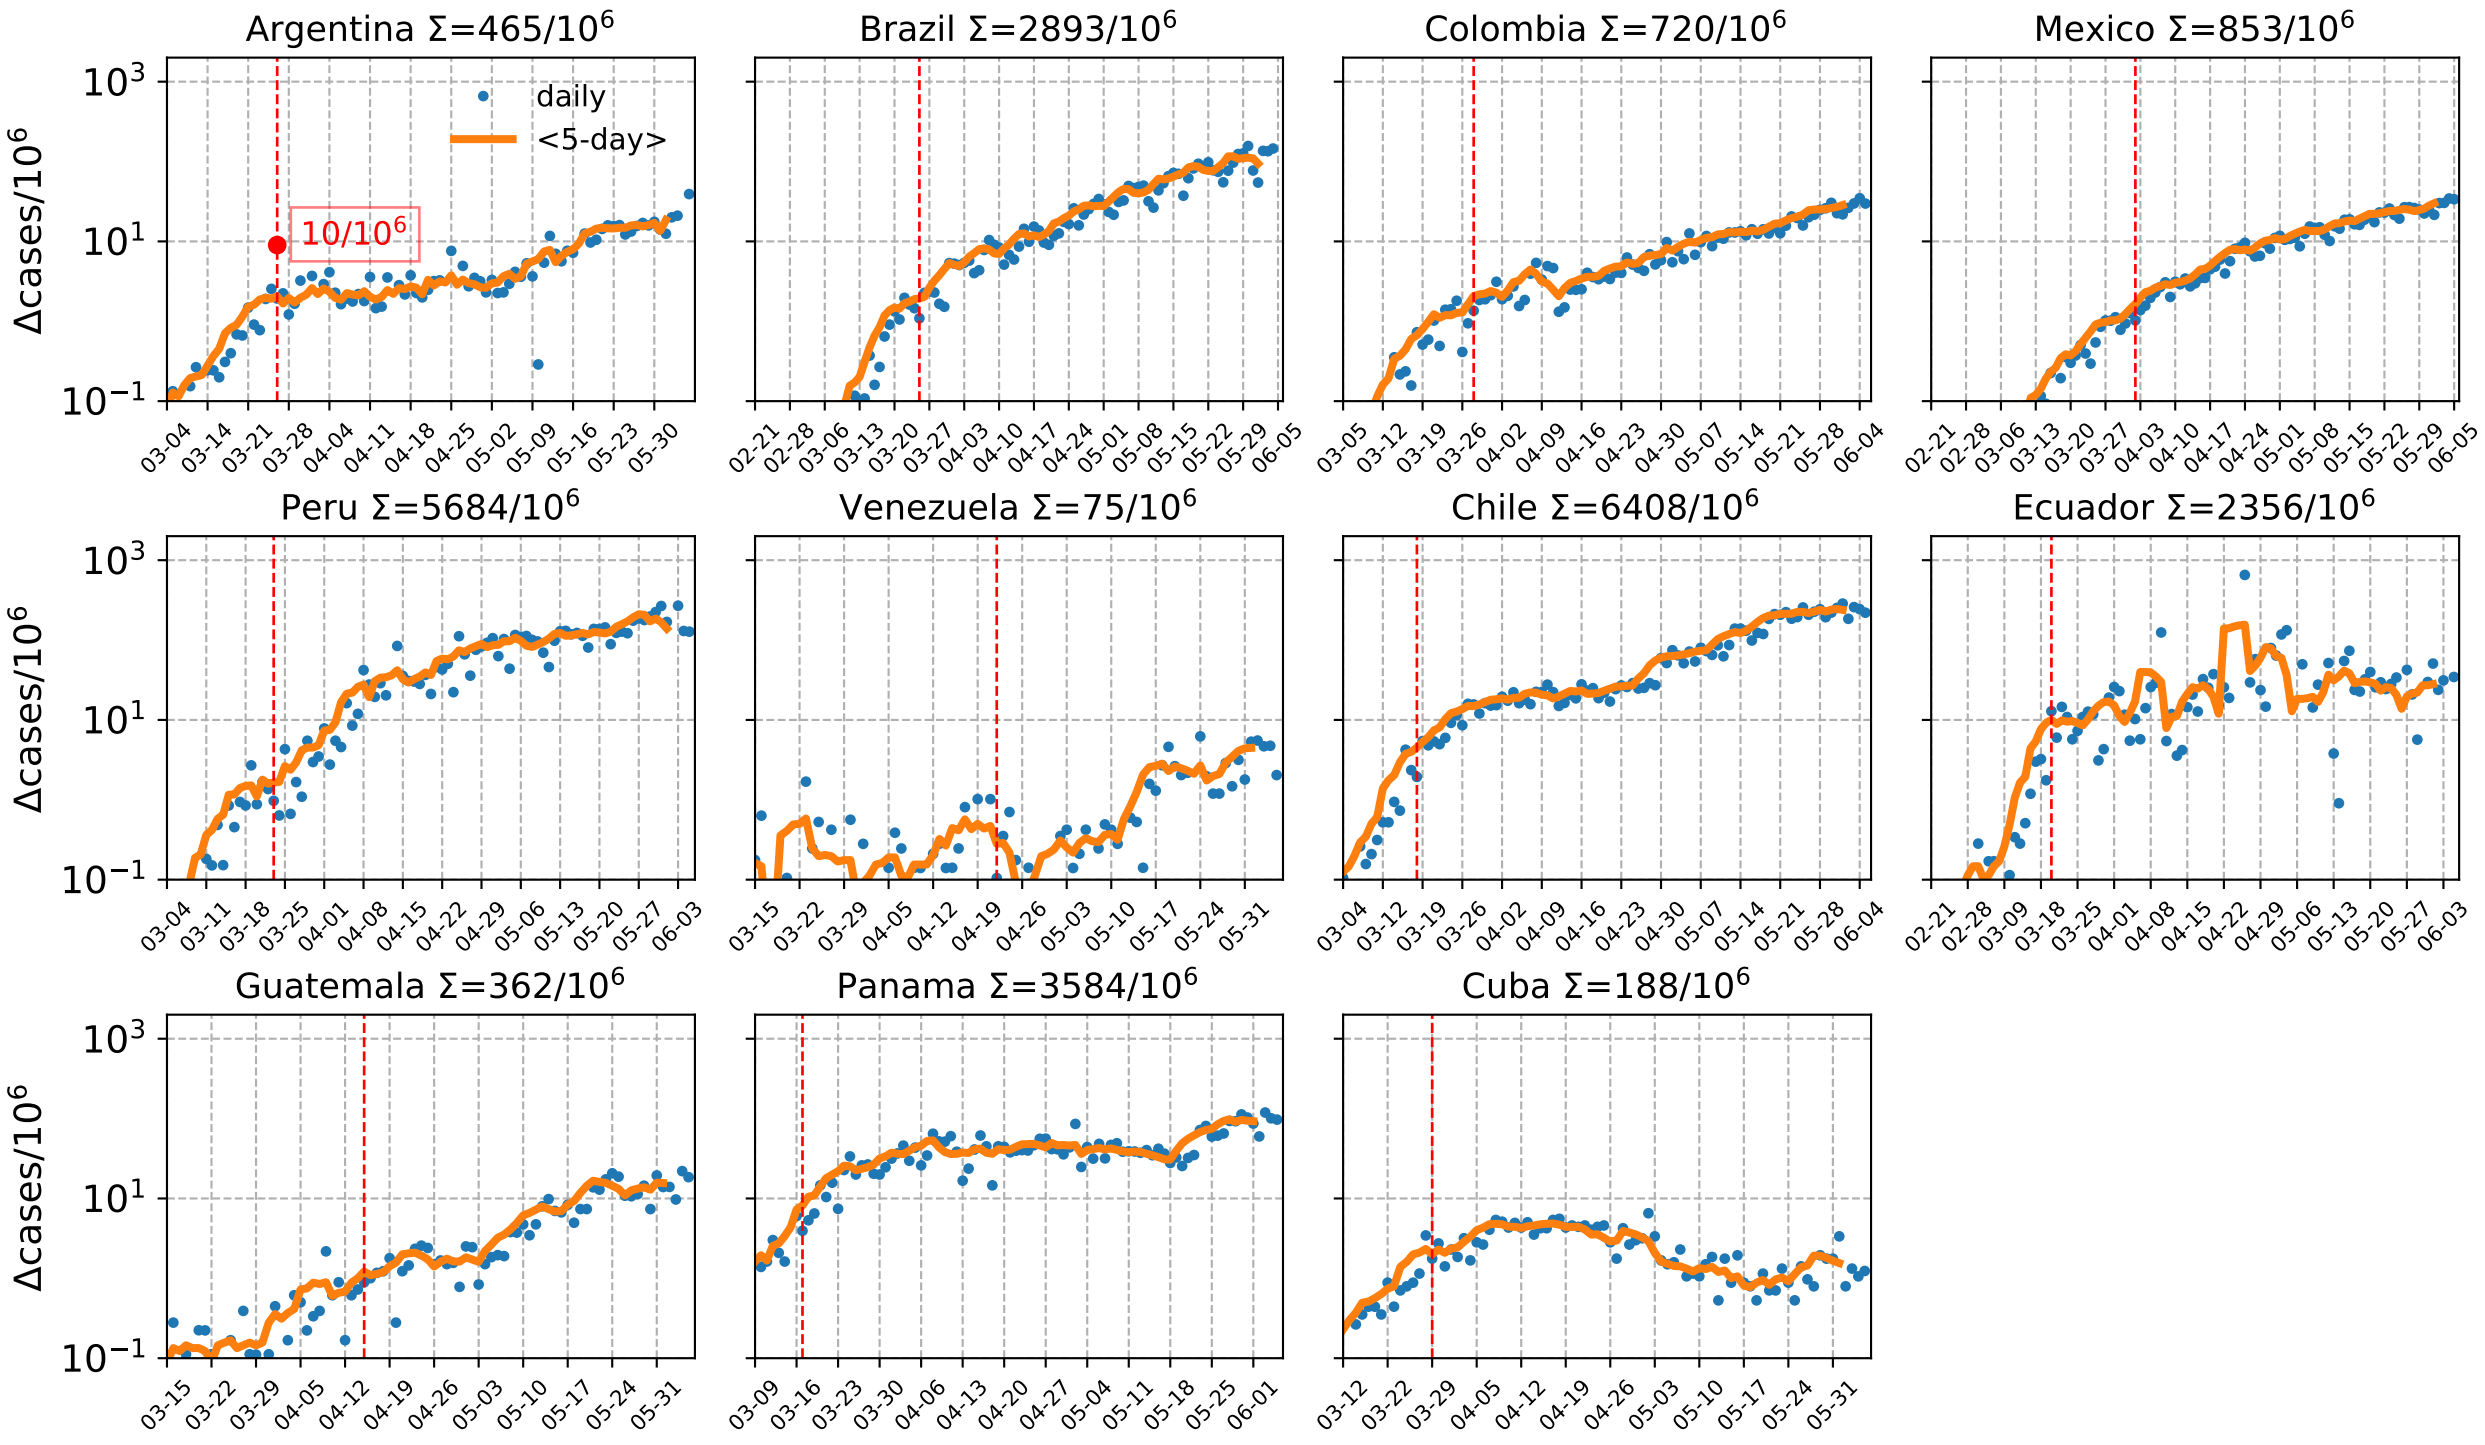 Argentina Σ=465/10⁶
Brazil Σ=2893/10⁶
Colombia Σ=720/10⁶
Mexico Σ=853/10⁶
Δcases/10⁶
10³
10¹
10⁻¹
daily
<5-day>
10/10⁶
03-04 03-14 03-21 03-28 04-04 04-11 04-18 04-25 05-02 05-09 05-16 05-23 05-30
02-21 02-28 03-06 03-13 03-20 03-27 04-03 04-10 04-17 04-24 05-01 05-08 05-15 05-22 05-29 06-05
03-05 03-12 03-19 03-26 04-02 04-09 04-16 04-23 04-30 05-07 05-14 05-21 05-28 06-04
02-21 02-28 03-06 03-13 03-20 03-27 04-03 04-10 04-17 04-24 05-01 05-08 05-15 05-22 05-29 06-05
Peru Σ=5684/10⁶
Venezuela Σ=75/10⁶
Chile Σ=6408/10⁶
Ecuador Σ=2356/10⁶
Δcases/10⁶
10³
10¹
10⁻¹
03-04 03-11 03-18 03-25 04-01 04-08 04-15 04-22 04-29 05-06 05-13 05-20 05-27 06-03
03-15 03-22 03-29 04-05 04-12 04-19 04-26 05-03 05-10 05-17 05-24 05-31
03-04 03-12 03-19 03-26 04-02 04-09 04-16 04-23 04-30 05-07 05-14 05-21 05-28 06-04
02-21 02-28 03-09 03-18 03-25 04-01 04-08 04-15 04-22 04-29 05-06 05-13 05-20 05-27 06-03
Guatemala Σ=362/10⁶
Panama Σ=3584/10⁶
Cuba Σ=188/10⁶
Δcases/10⁶
10³
10¹
10⁻¹
03-15 03-22 03-29 04-05 04-12 04-19 04-26 05-03 05-10 05-17 05-24 05-31
03-09 03-16 03-23 03-30 04-06 04-13 04-20 04-27 05-04 05-11 05-18 05-25 06-01
03-12 03-22 03-29 04-05 04-12 04-19 04-26 05-03 05-10 05-17 05-24 05-31